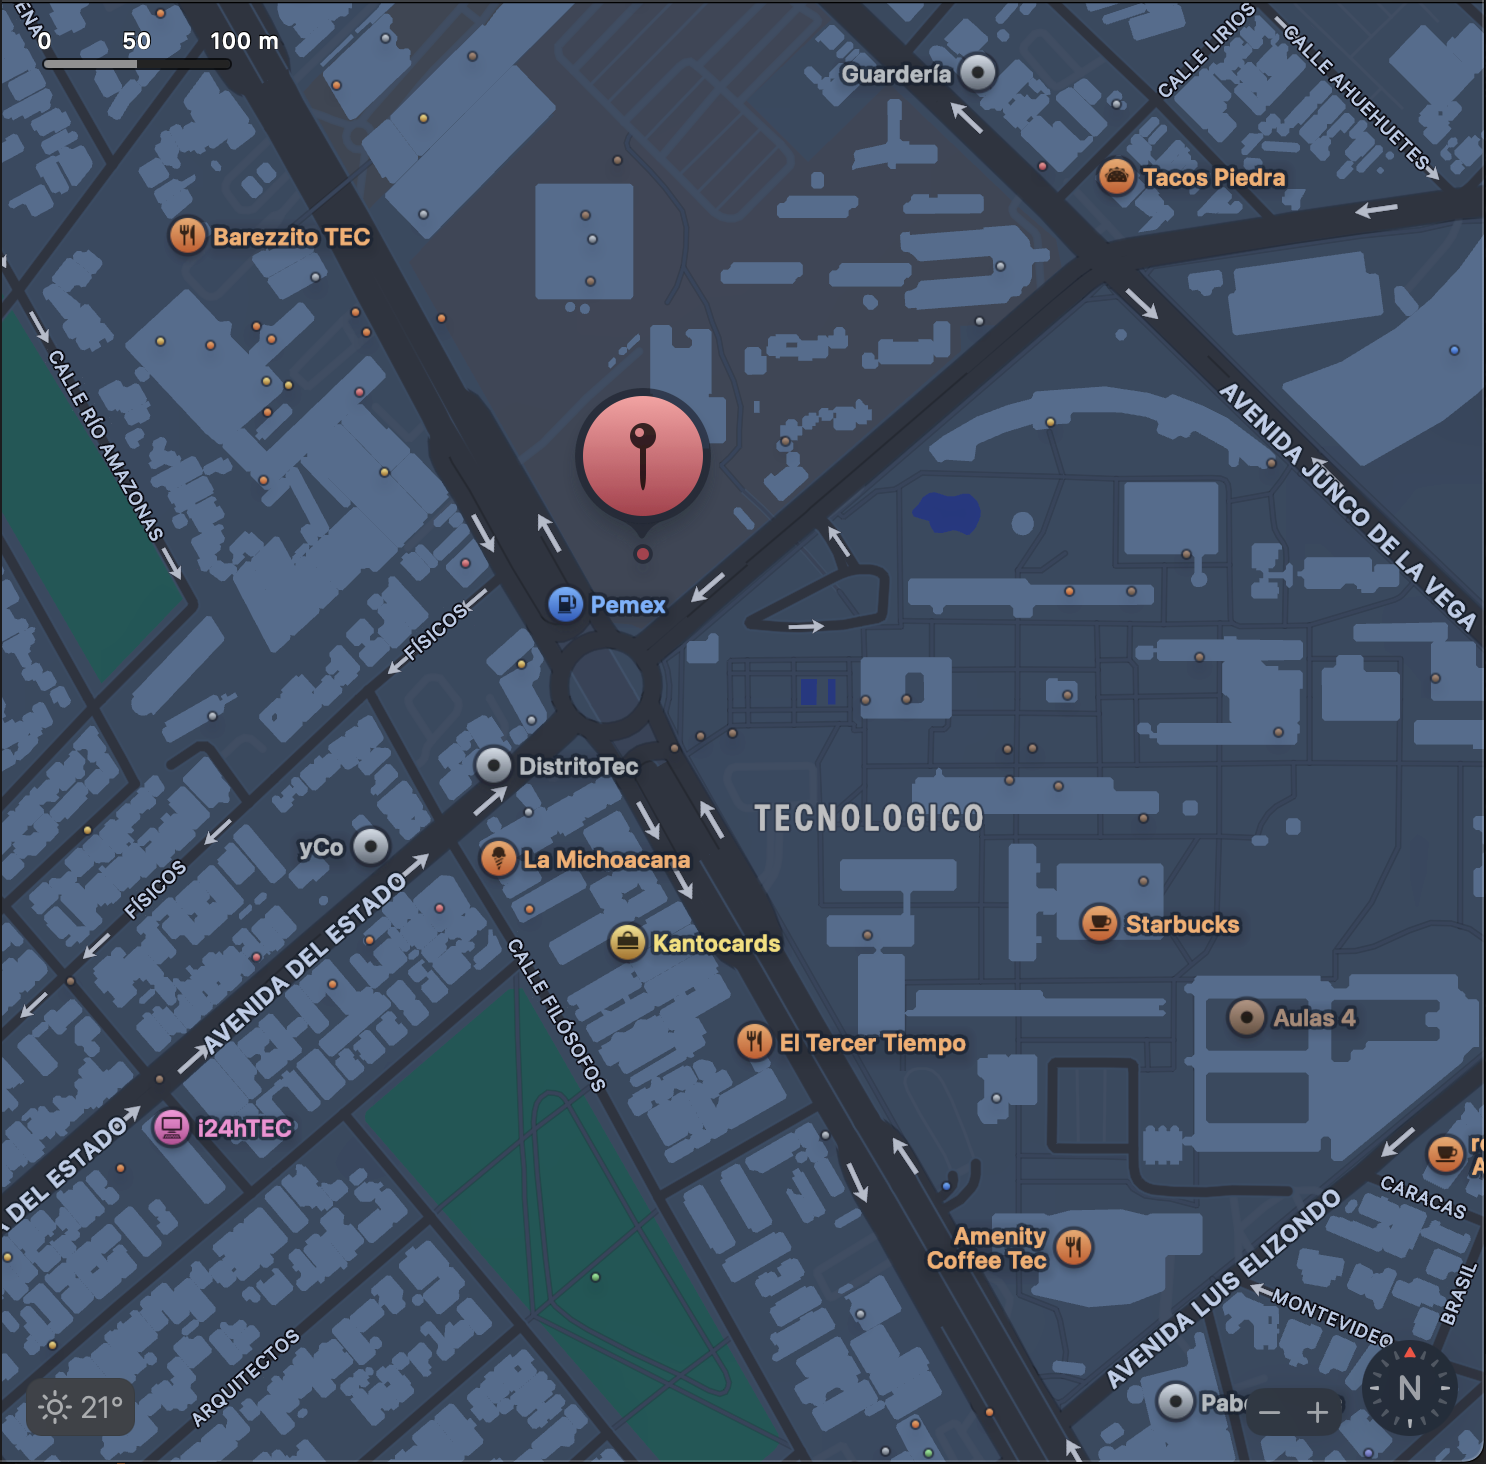 0 50 100 m
Guardería
CALLE LIRIOS
CALLE AHUEHUETES
Tacos Piedra
Barezzito TEC
CALLE RÍO AMAZONAS
AVENIDA JUNCO DE LA VEGA
Pemex
FÍSICOS
DistritoTec
TECNOLOGICO
yCo
La Michoacana
FÍSICOS
AVENIDA DEL ESTADO
Kantocards
Starbucks
CALLE FILÓSOFOS
Aulas 4
El Tercer Tiempo
i24hTEC
DEL ESTADO
CARACAS
AVENIDA LUIS ELIZONDO
Amenity
Coffee Tec
MONTEVIDEO
BRASIL
ARQUITECTOS
21°
N
− +